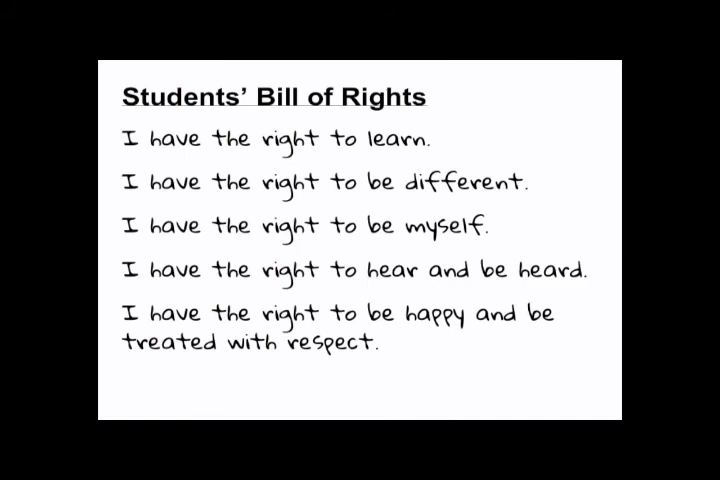 Students’ Bill of Rights
I have the right to learn.
I have the right to be different.
I have the right to be myself.
I have the right to hear and be heard.
I have the right to be happy and be
treated with respect.